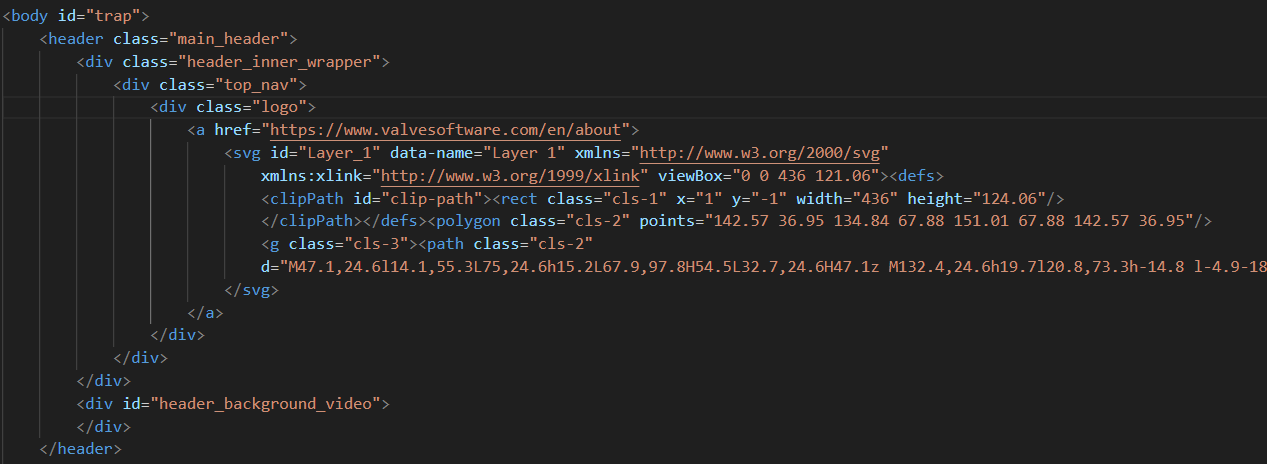 <body id="trap">
<header class="main_header">
<div class="header_inner_wrapper">
<div class="top_nav">
<div class="logo">
<a href="https://www.valvesoftware.com/en/about">
<svg id="Layer_1" data-name="Layer 1" xmlns="http://www.w3.org/2000/svg"
xmlns:xlink="http://www.w3.org/1999/xlink" viewBox="0 0 436 121.06"><defs>
<clipPath id="clip-path"><rect class="cls-1" x="1" y="-1" width="436" height="124.06"/>
</clipPath></defs><polygon class="cls-2" points="142.57 36.95 134.84 67.88 151.01 67.88 142.57 36.95"/>
<g class="cls-3"><path class="cls-2"
d="M47.1,24.6l14.1,55.3L75,24.6h15.2L67.9,97.8H54.5L32.7,24.6H47.1z M132.4,24.6h19.7l20.8,73.3h-14.8 l-4.9-18
</svg>
</a>
</div>
</div>
</div>
<div id="header_background_video">
</div>
</header>